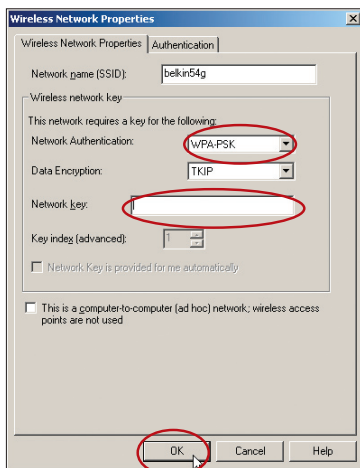 Wireless Network Properties
Wireless Network Properties Authentication
Network name (SSID): belkin54g
Wireless network key
This network requires a key for the following:
Network Authentication: WPA-PSK
Data Encryption: TKIP
Network key:
Key index (advanced): 1
Network Key is provided for me automatically
This is a computer-to-computer (ad hoc) network; wireless access
points are not used
OK Cancel Help